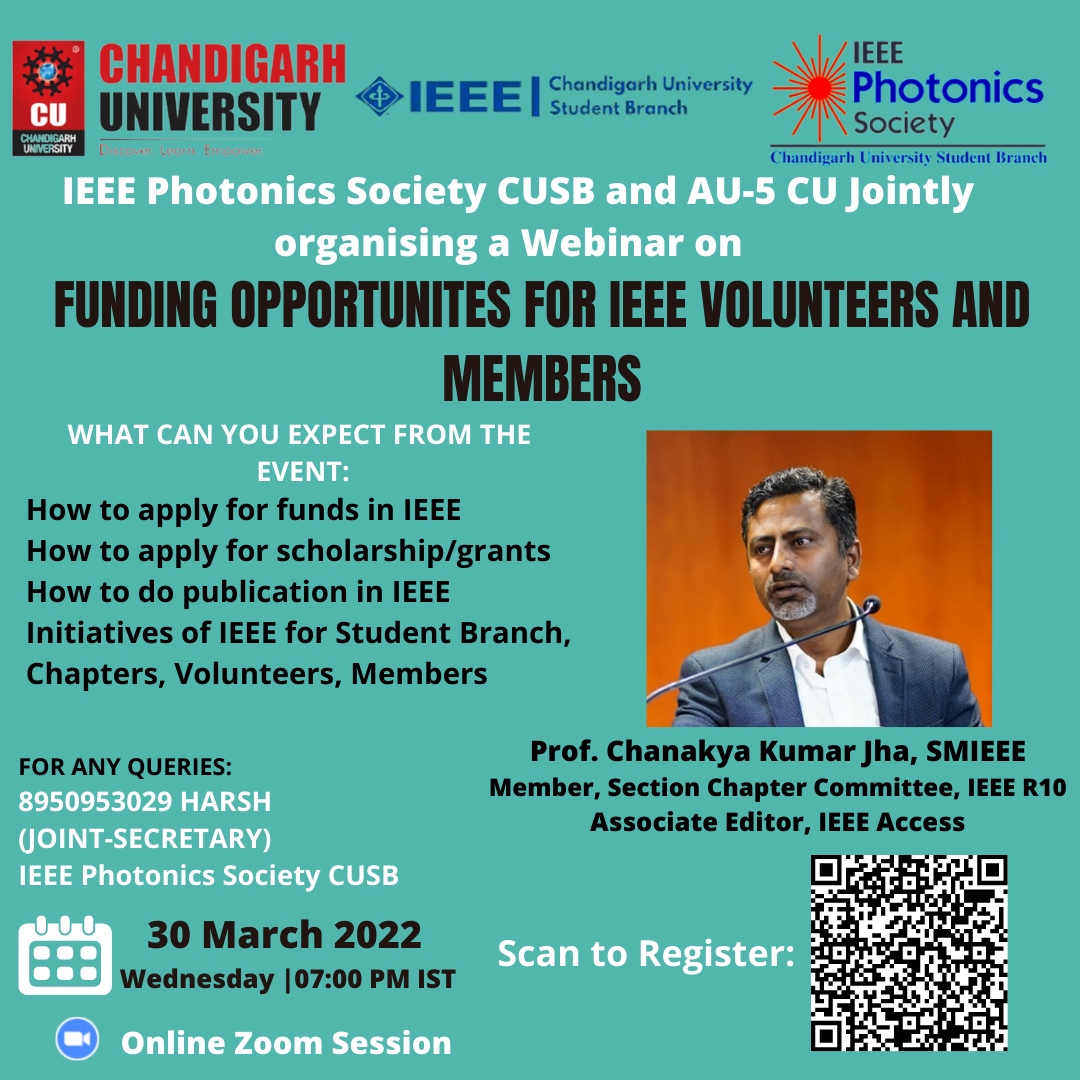 CU
CHANDIGARH
UNIVERSITY
CHANDIGARH
UNIVERSITY
Discover. Learn. Empower.
IEEE
Chandigarh University
Student Branch
IEEE
Photonics
Society
Chandigarh University Student Branch
IEEE Photonics Society CUSB and AU-5 CU Jointly
organising a Webinar on
FUNDING OPPORTUNITES FOR IEEE VOLUNTEERS AND
MEMBERS
WHAT CAN YOU EXPECT FROM THE
EVENT:
How to apply for funds in IEEE
How to apply for scholarship/grants
How to do publication in IEEE
Initiatives of IEEE for Student Branch,
Chapters, Volunteers, Members
Prof. Chanakya Kumar Jha, SMIEEE
Member, Section Chapter Committee, IEEE R10
Associate Editor, IEEE Access
FOR ANY QUERIES:
8950953029 HARSH
(JOINT-SECRETARY)
IEEE Photonics Society CUSB
30 March 2022
Wednesday |07:00 PM IST
Online Zoom Session
Scan to Register: